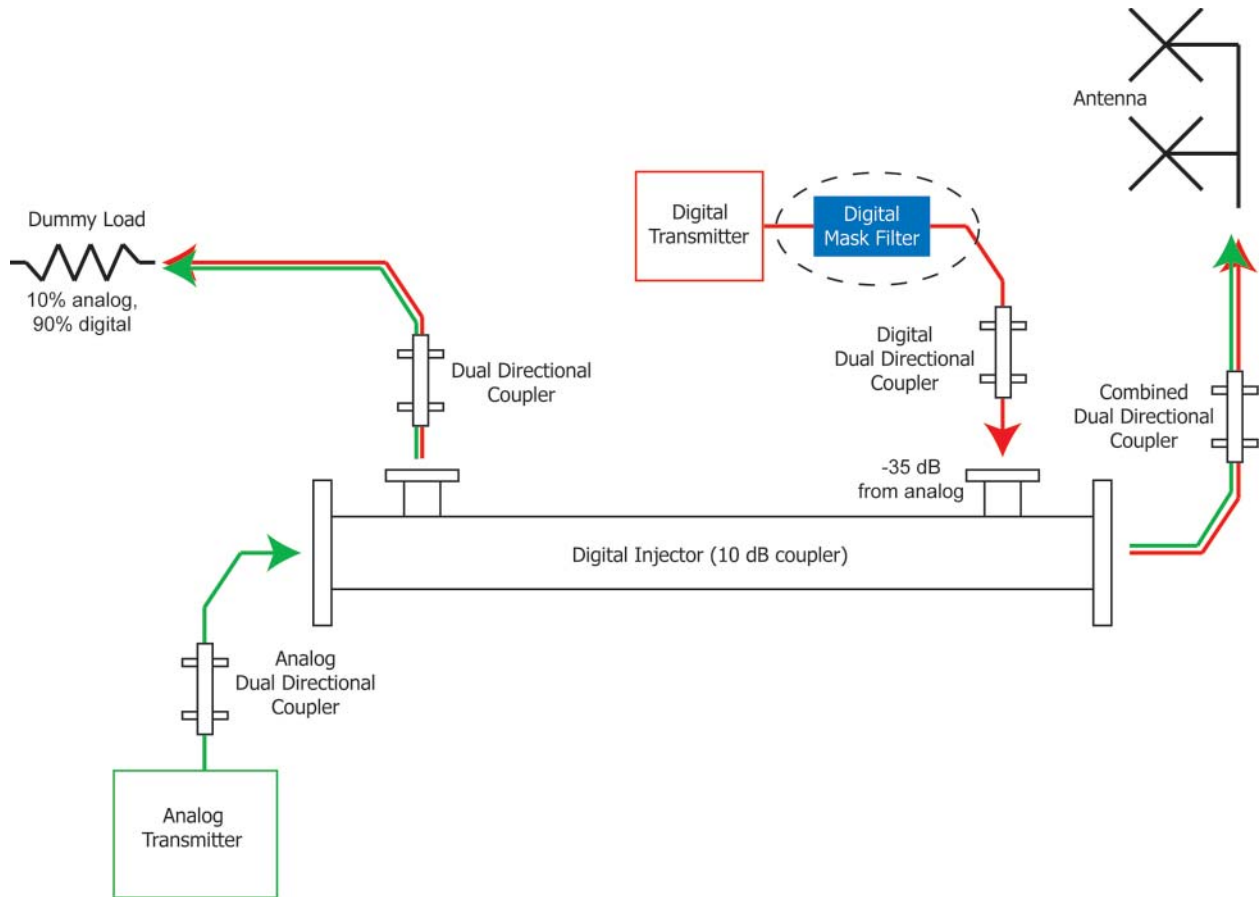 Antenna
Dummy Load
10% analog,
90% digital
Digital
Transmitter
Digital
Mask Filter
Dual Directional
Coupler
Digital
Dual Directional
Coupler
Combined
Dual Directional
Coupler
-35 dB
from analog
Digital Injector (10 dB coupler)
Analog
Dual Directional
Coupler
Analog
Transmitter